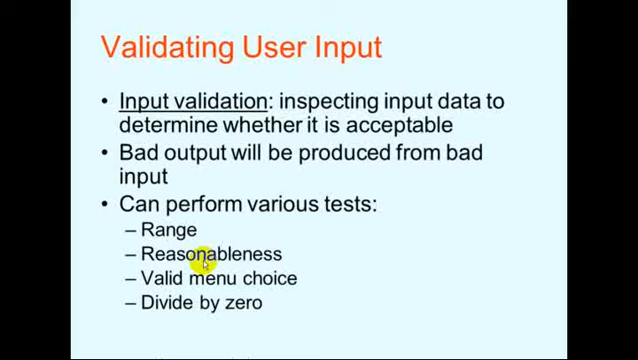 Validating User Input
• Input validation: inspecting input data to
determine whether it is acceptable
• Bad output will be produced from bad
input
• Can perform various tests:
– Range
– Reasonableness
– Valid menu choice
– Divide by zero